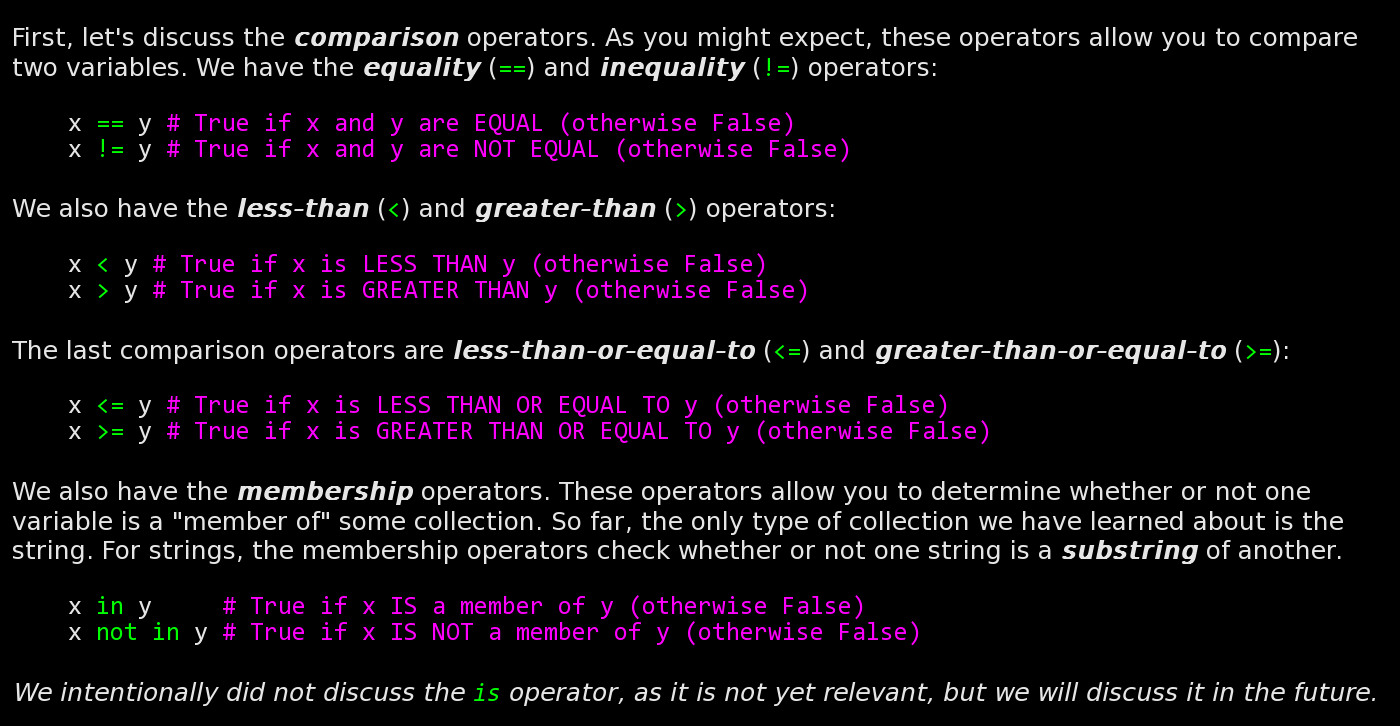 First, let's discuss the comparison operators. As you might expect, these operators allow you to compare
two variables. We have the equality (==) and inequality (!=) operators:
x == y # True if x and y are EQUAL (otherwise False)
x != y # True if x and y are NOT EQUAL (otherwise False)
We also have the less-than (<) and greater-than (>) operators:
x < y # True if x is LESS THAN y (otherwise False)
x > y # True if x is GREATER THAN y (otherwise False)
The last comparison operators are less-than-or-equal-to (<=) and greater-than-or-equal-to (>=):
x <= y # True if x is LESS THAN OR EQUAL TO y (otherwise False)
x >= y # True if x is GREATER THAN OR EQUAL TO y (otherwise False)
We also have the membership operators. These operators allow you to determine whether or not one
variable is a "member of" some collection. So far, the only type of collection we have learned about is the
string. For strings, the membership operators check whether or not one string is a substring of another.
x in y     # True if x IS a member of y (otherwise False)
x not in y # True if x IS NOT a member of y (otherwise False)
We intentionally did not discuss the is operator, as it is not yet relevant, but we will discuss it in the future.